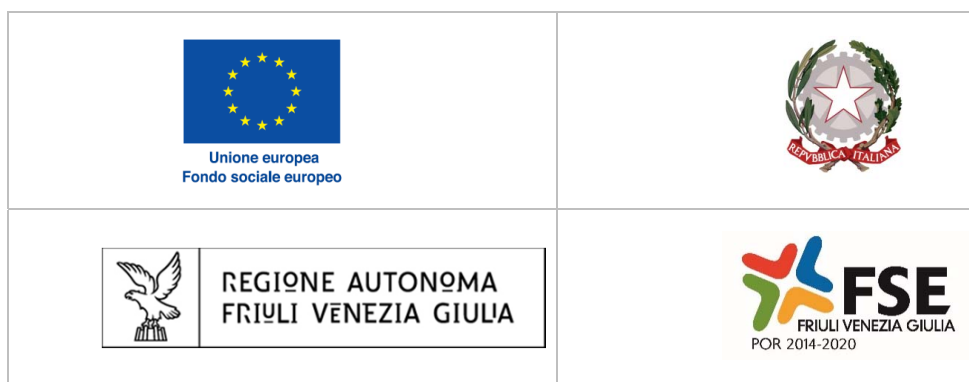 Unione europea
Fondo sociale europeo
REPVBBLICA ITALIANA
REGIONE AUTONOMA
FRIULI VENEZIA GIULIA
FSE
FRIULI VENEZIA GIULIA
POR 2014-2020